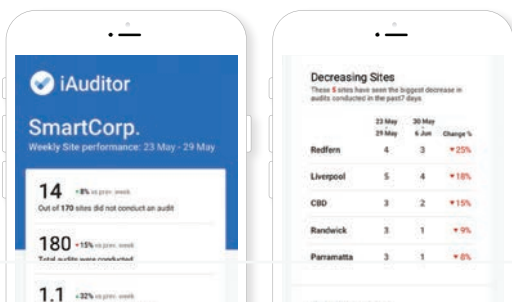 iAuditor
SmartCorp.
Weekly Site performance: 23 May - 29 May
14 •8% vs prev. week
Out of 170 sites did not conduct an audit
180 •15% vs prev. week
Total audits were conducted
1.1 •32% vs prev. week
Decreasing Sites
These 5 sites have seen the biggest decrease in
audits conducted in the past7 days
23 May 30 May
- -
29 May 6 Jun Change %
Redfern 4 3 ▼25%
Liverpool 5 4 ▼18%
CBD 3 2 ▼15%
Randwick 3 1 ▼9%
Parramatta 3 1 ▼8%